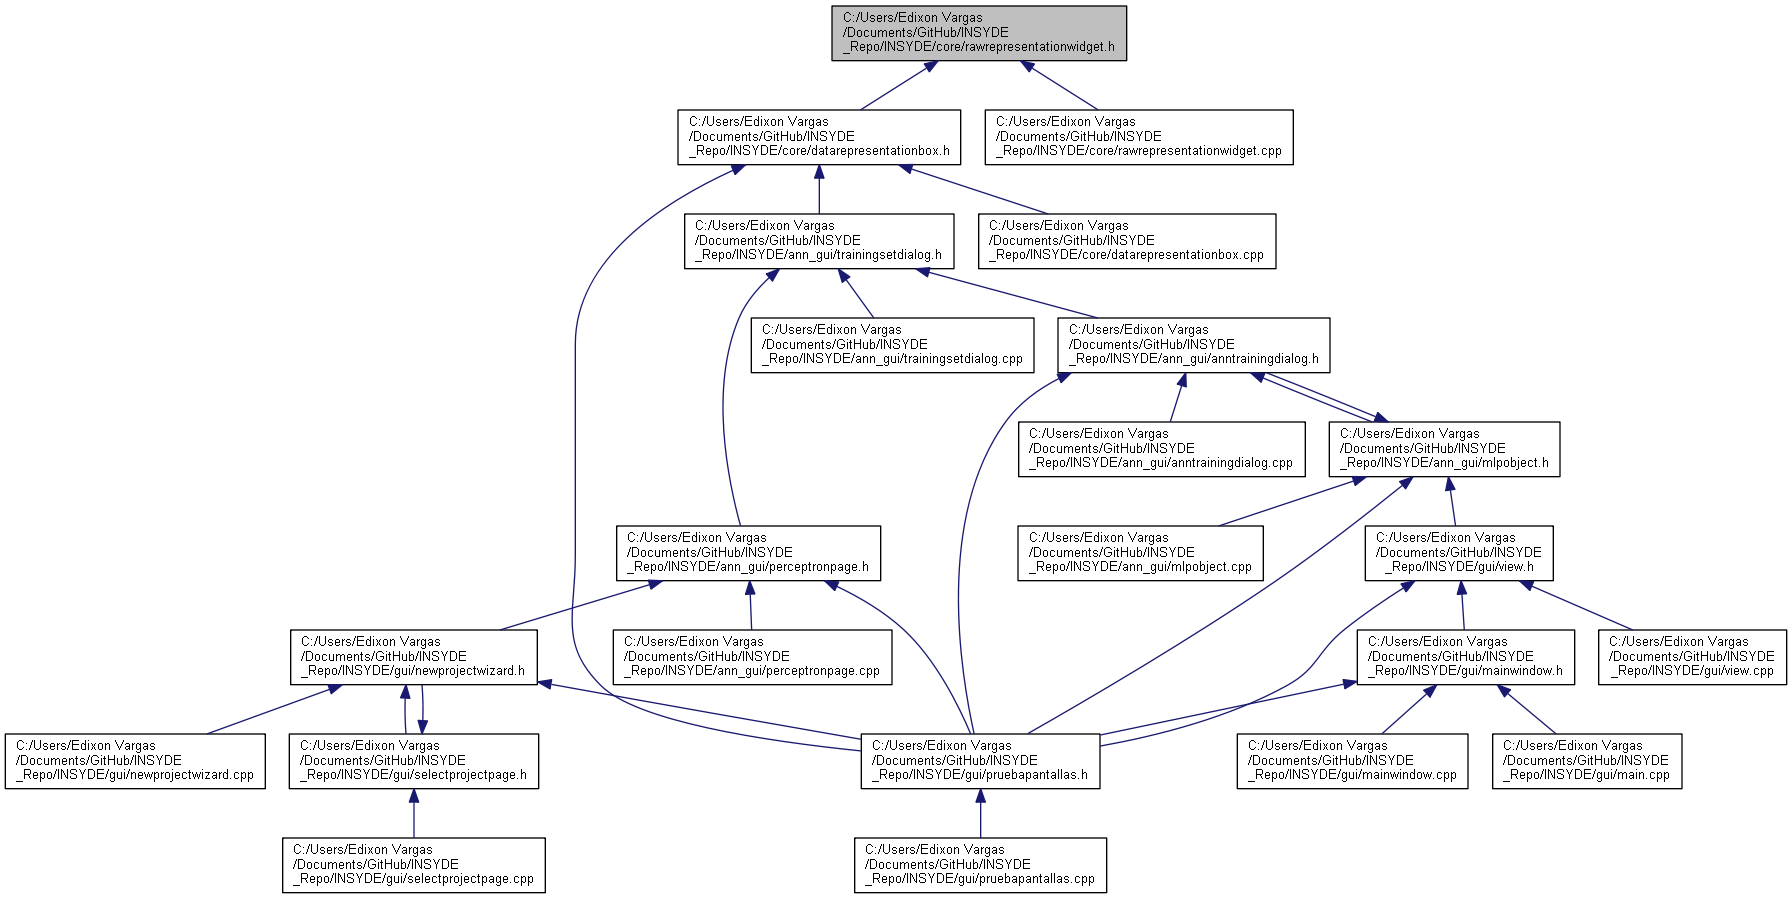 C:/Users/Edixon Vargas
/Documents/GitHub/INSYDE
_Repo/INSYDE/core/rawrepresentationwidget.h
C:/Users/Edixon Vargas
/Documents/GitHub/INSYDE
_Repo/INSYDE/core/datarepresentationbox.h
C:/Users/Edixon Vargas
/Documents/GitHub/INSYDE
_Repo/INSYDE/core/rawrepresentationwidget.cpp
C:/Users/Edixon Vargas
/Documents/GitHub/INSYDE
_Repo/INSYDE/ann_gui/trainingsetdialog.h
C:/Users/Edixon Vargas
/Documents/GitHub/INSYDE
_Repo/INSYDE/core/datarepresentationbox.cpp
C:/Users/Edixon Vargas
/Documents/GitHub/INSYDE
_Repo/INSYDE/ann_gui/trainingsetdialog.cpp
C:/Users/Edixon Vargas
/Documents/GitHub/INSYDE
_Repo/INSYDE/ann_gui/anntrainingdialog.h
C:/Users/Edixon Vargas
/Documents/GitHub/INSYDE
_Repo/INSYDE/ann_gui/anntrainingdialog.cpp
C:/Users/Edixon Vargas
/Documents/GitHub/INSYDE
_Repo/INSYDE/ann_gui/mlpobject.h
C:/Users/Edixon Vargas
/Documents/GitHub/INSYDE
_Repo/INSYDE/ann_gui/perceptronpage.h
C:/Users/Edixon Vargas
/Documents/GitHub/INSYDE
_Repo/INSYDE/ann_gui/mlpobject.cpp
C:/Users/Edixon Vargas
/Documents/GitHub/INSYDE
_Repo/INSYDE/gui/view.h
C:/Users/Edixon Vargas
/Documents/GitHub/INSYDE
_Repo/INSYDE/gui/newprojectwizard.h
C:/Users/Edixon Vargas
/Documents/GitHub/INSYDE
_Repo/INSYDE/ann_gui/perceptronpage.cpp
C:/Users/Edixon Vargas
/Documents/GitHub/INSYDE
_Repo/INSYDE/gui/mainwindow.h
C:/Users/Edixon Vargas
/Documents/GitHub/INSYDE
_Repo/INSYDE/gui/view.cpp
C:/Users/Edixon Vargas
/Documents/GitHub/INSYDE
_Repo/INSYDE/gui/newprojectwizard.cpp
C:/Users/Edixon Vargas
/Documents/GitHub/INSYDE
_Repo/INSYDE/gui/selectprojectpage.h
C:/Users/Edixon Vargas
/Documents/GitHub/INSYDE
_Repo/INSYDE/gui/pruebapantallas.h
C:/Users/Edixon Vargas
/Documents/GitHub/INSYDE
_Repo/INSYDE/gui/mainwindow.cpp
C:/Users/Edixon Vargas
/Documents/GitHub/INSYDE
_Repo/INSYDE/gui/main.cpp
C:/Users/Edixon Vargas
/Documents/GitHub/INSYDE
_Repo/INSYDE/gui/selectprojectpage.cpp
C:/Users/Edixon Vargas
/Documents/GitHub/INSYDE
_Repo/INSYDE/gui/pruebapantallas.cpp